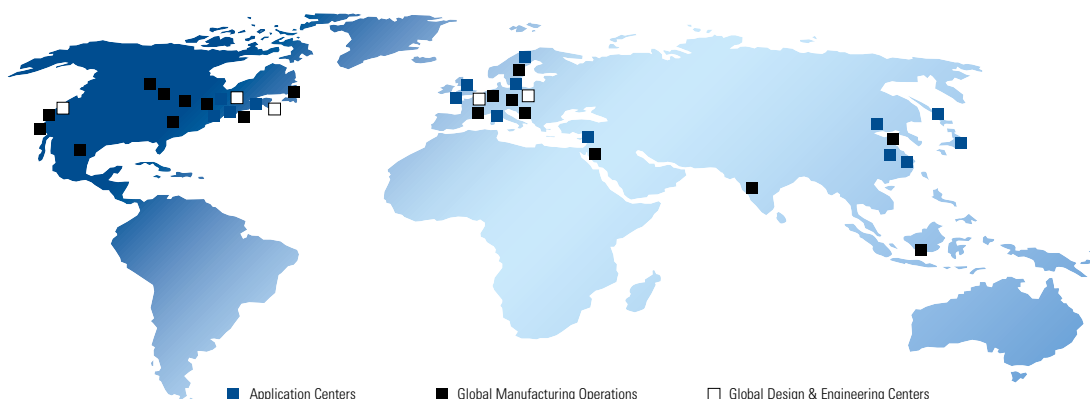 Application Centers
Global Manufacturing Operations
Global Design & Engineering Centers